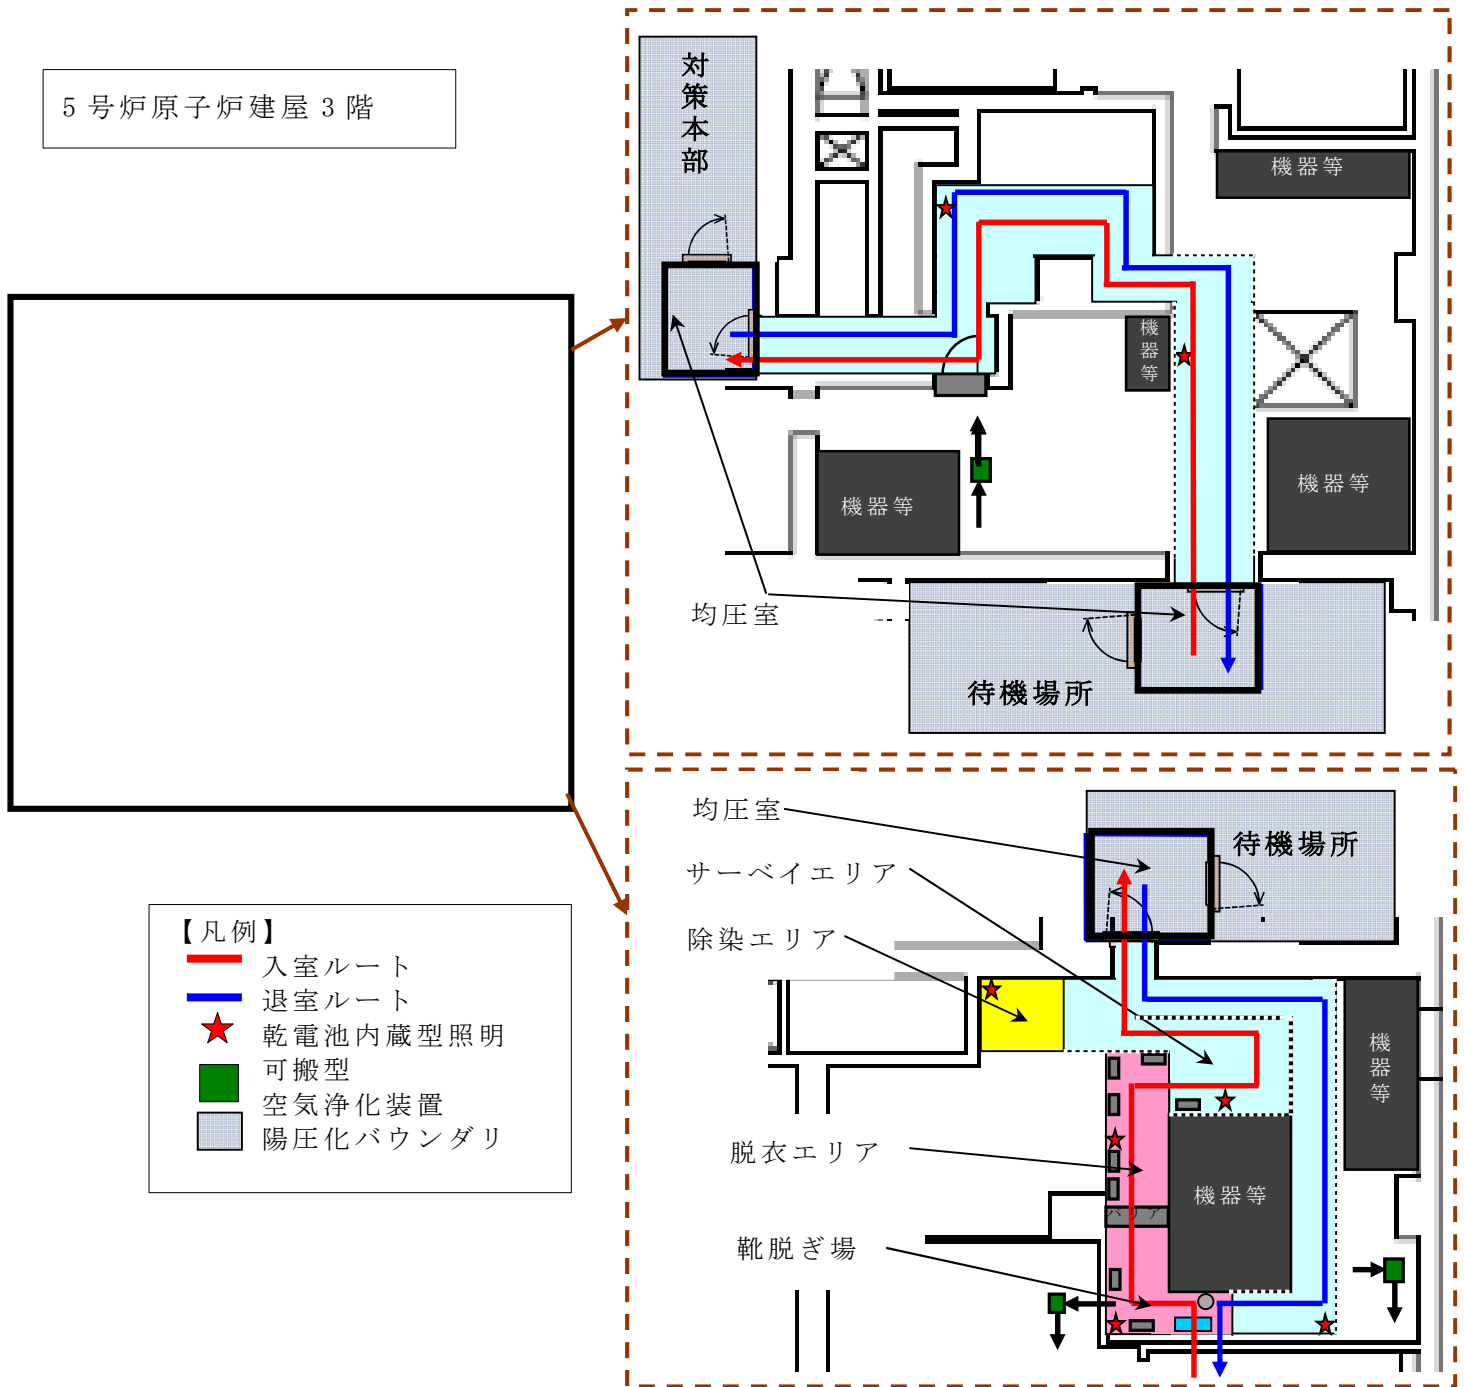 5号炉原子炉建屋3階
対策本部
機器等
機器等
機器等
機器等
均圧室
待機場所
均圧室
待機場所
サーベイエリア
除染エリア
機器等
脱衣エリア
機器等
バリア
靴脱ぎ場
【凡例】
入室ルート
退室ルート
乾電池内蔵型照明
可搬型
空気浄化装置
陽圧化バウンダリ